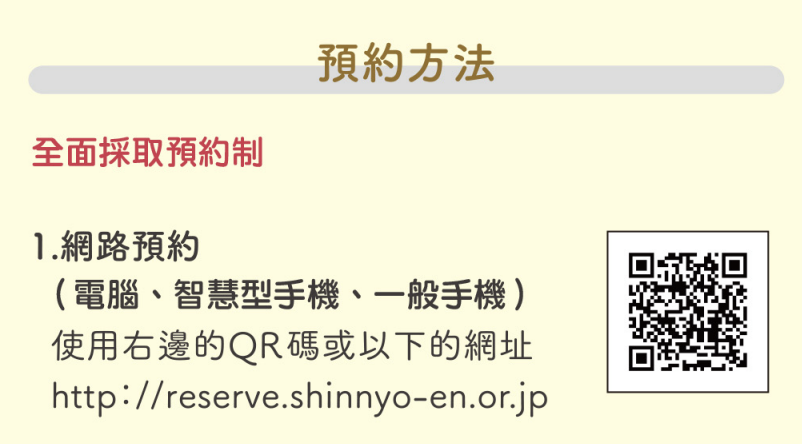 預約方法
全面採取預約制
1.網路預約
（電腦、智慧型手機、一般手機）
使用右邊的QR碼或以下的網址
http://reserve.shinnyo-en.or.jp